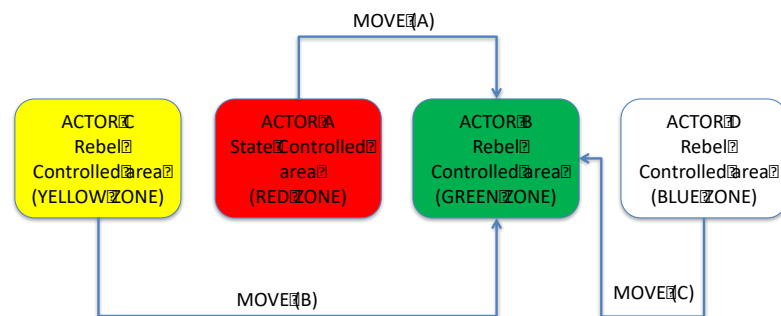 MOVE (A)
ACTOR C
Rebel
Controlled area
(YELLOW ZONE)
ACTOR A
State Controlled
area
(RED ZONE)
ACTOR B
Rebel
Controlled area
(GREEN ZONE)
ACTOR D
Rebel
Controlled area
(BLUE ZONE)
MOVE (B)
MOVE (C)